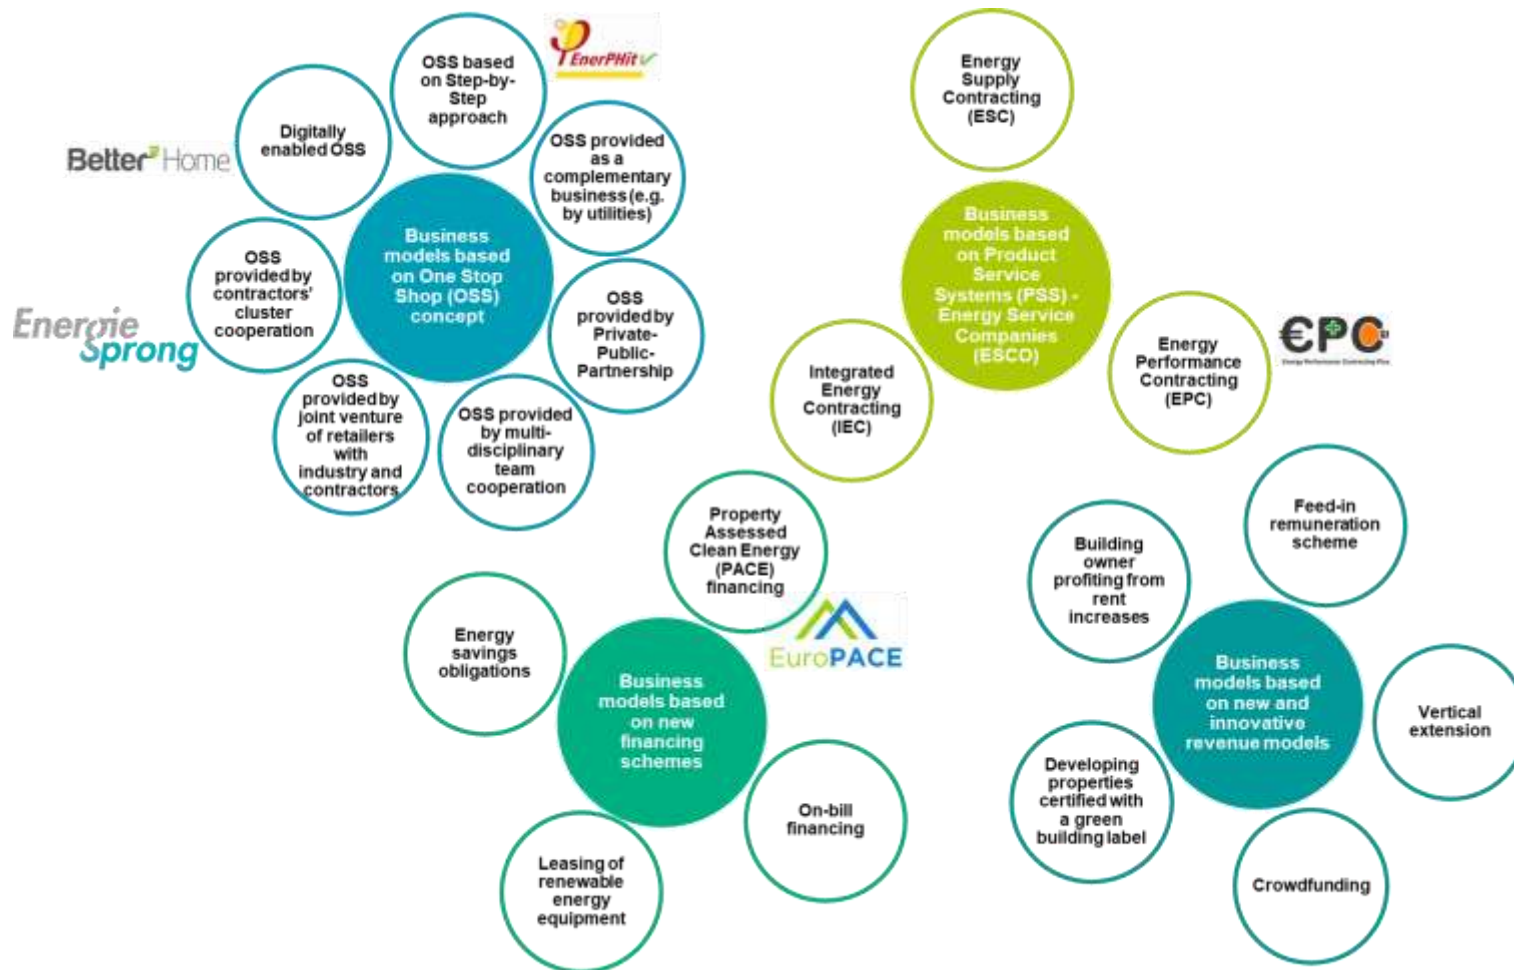 EnerPHit
OSS based
on Step-by-
Step
approach
Digitally
enabled OSS
Better Home
OSS provided
as a
complementary
business (e.g.
by utilities)
Business
models based
on One Stop
Shop (OSS)
concept
OSS
provided by
contractors'
cluster
cooperation
Energie
Sprong
OSS
provided by
Private-
Public-
Partnership
OSS
provided by
joint venture
of retailers
with
industry and
contractors
OSS provided
by multi-
disciplinary
team
cooperation
Energy
Supply
Contracting
(ESC)
Business
models based
on Product
Service
Systems (PSS) -
Energy Service
Companies
(ESCO)
Integrated
Energy
Contracting
(IEC)
Energy
Performance
Contracting
(EPC)
€PC
Energy Performance Contracting Plus
Property
Assessed
Clean Energy
(PACE)
financing
EuroPACE
Energy
savings
obligations
Business
models based
on new
financing
schemes
On-bill
financing
Leasing of
renewable
energy
equipment
Feed-in
remuneration
scheme
Building
owner
profiting from
rent
increases
Business
models based
on new and
innovative
revenue models
Vertical
extension
Developing
properties
certified with
a green
building label
Crowdfunding